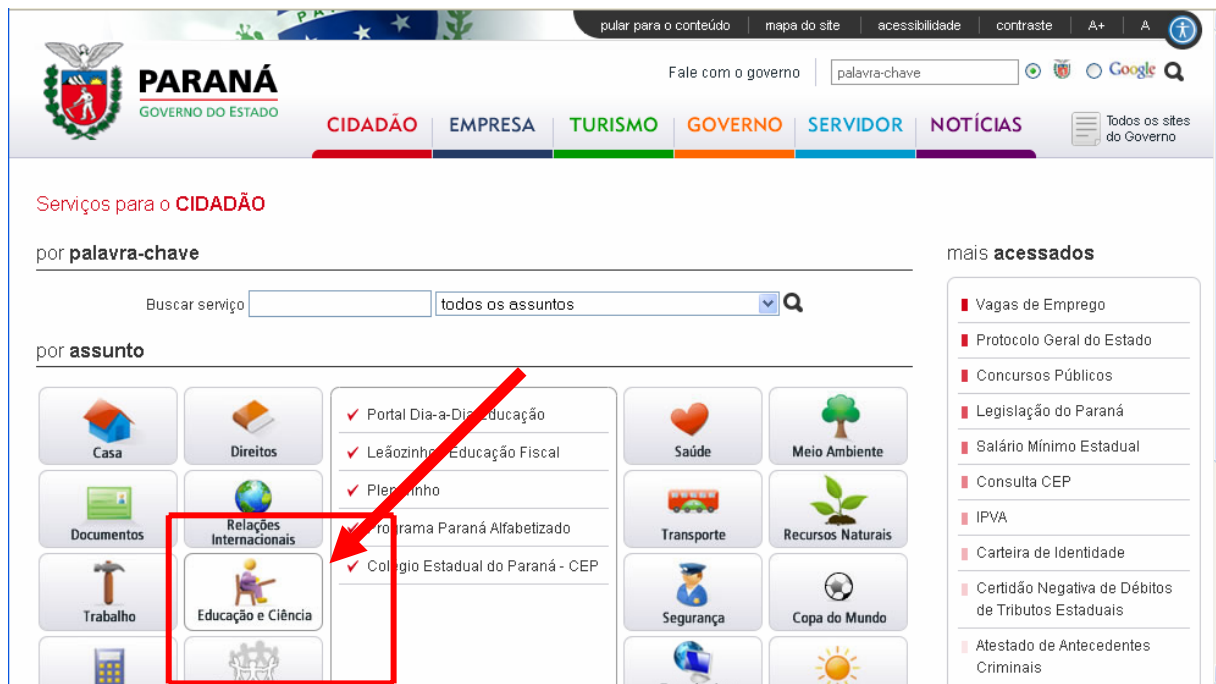 pular para o conteúdo | mapa do site | acessibilidade | contraste | A+ | A
PARANÁ
GOVERNO DO ESTADO
Fale com o governo
palavra-chave
Google
CIDADÃO | EMPRESA | TURISMO | GOVERNO | SERVIDOR | NOTÍCIAS
Todos os sites
do Governo
Serviços para o CIDADÃO
por palavra-chave
Buscar serviço
todos os assuntos
por assunto
Casa
Direitos
Documentos
Relações
Internacionais
Trabalho
Educação e Ciência
Portal Dia-a-Dia Educação
Leãozinho Educação Fiscal
Programa Paraná Alfabetizado
Colégio Estadual do Paraná - CEP
Saúde
Meio Ambiente
Transporte
Recursos Naturais
Segurança
Copa do Mundo
mais acessados
Vagas de Emprego
Protocolo Geral do Estado
Concursos Públicos
Legislação do Paraná
Salário Mínimo Estadual
Consulta CEP
IPVA
Carteira de Identidade
Certidão Negativa de Débitos
de Tributos Estaduais
Atestado de Antecedentes
Criminais